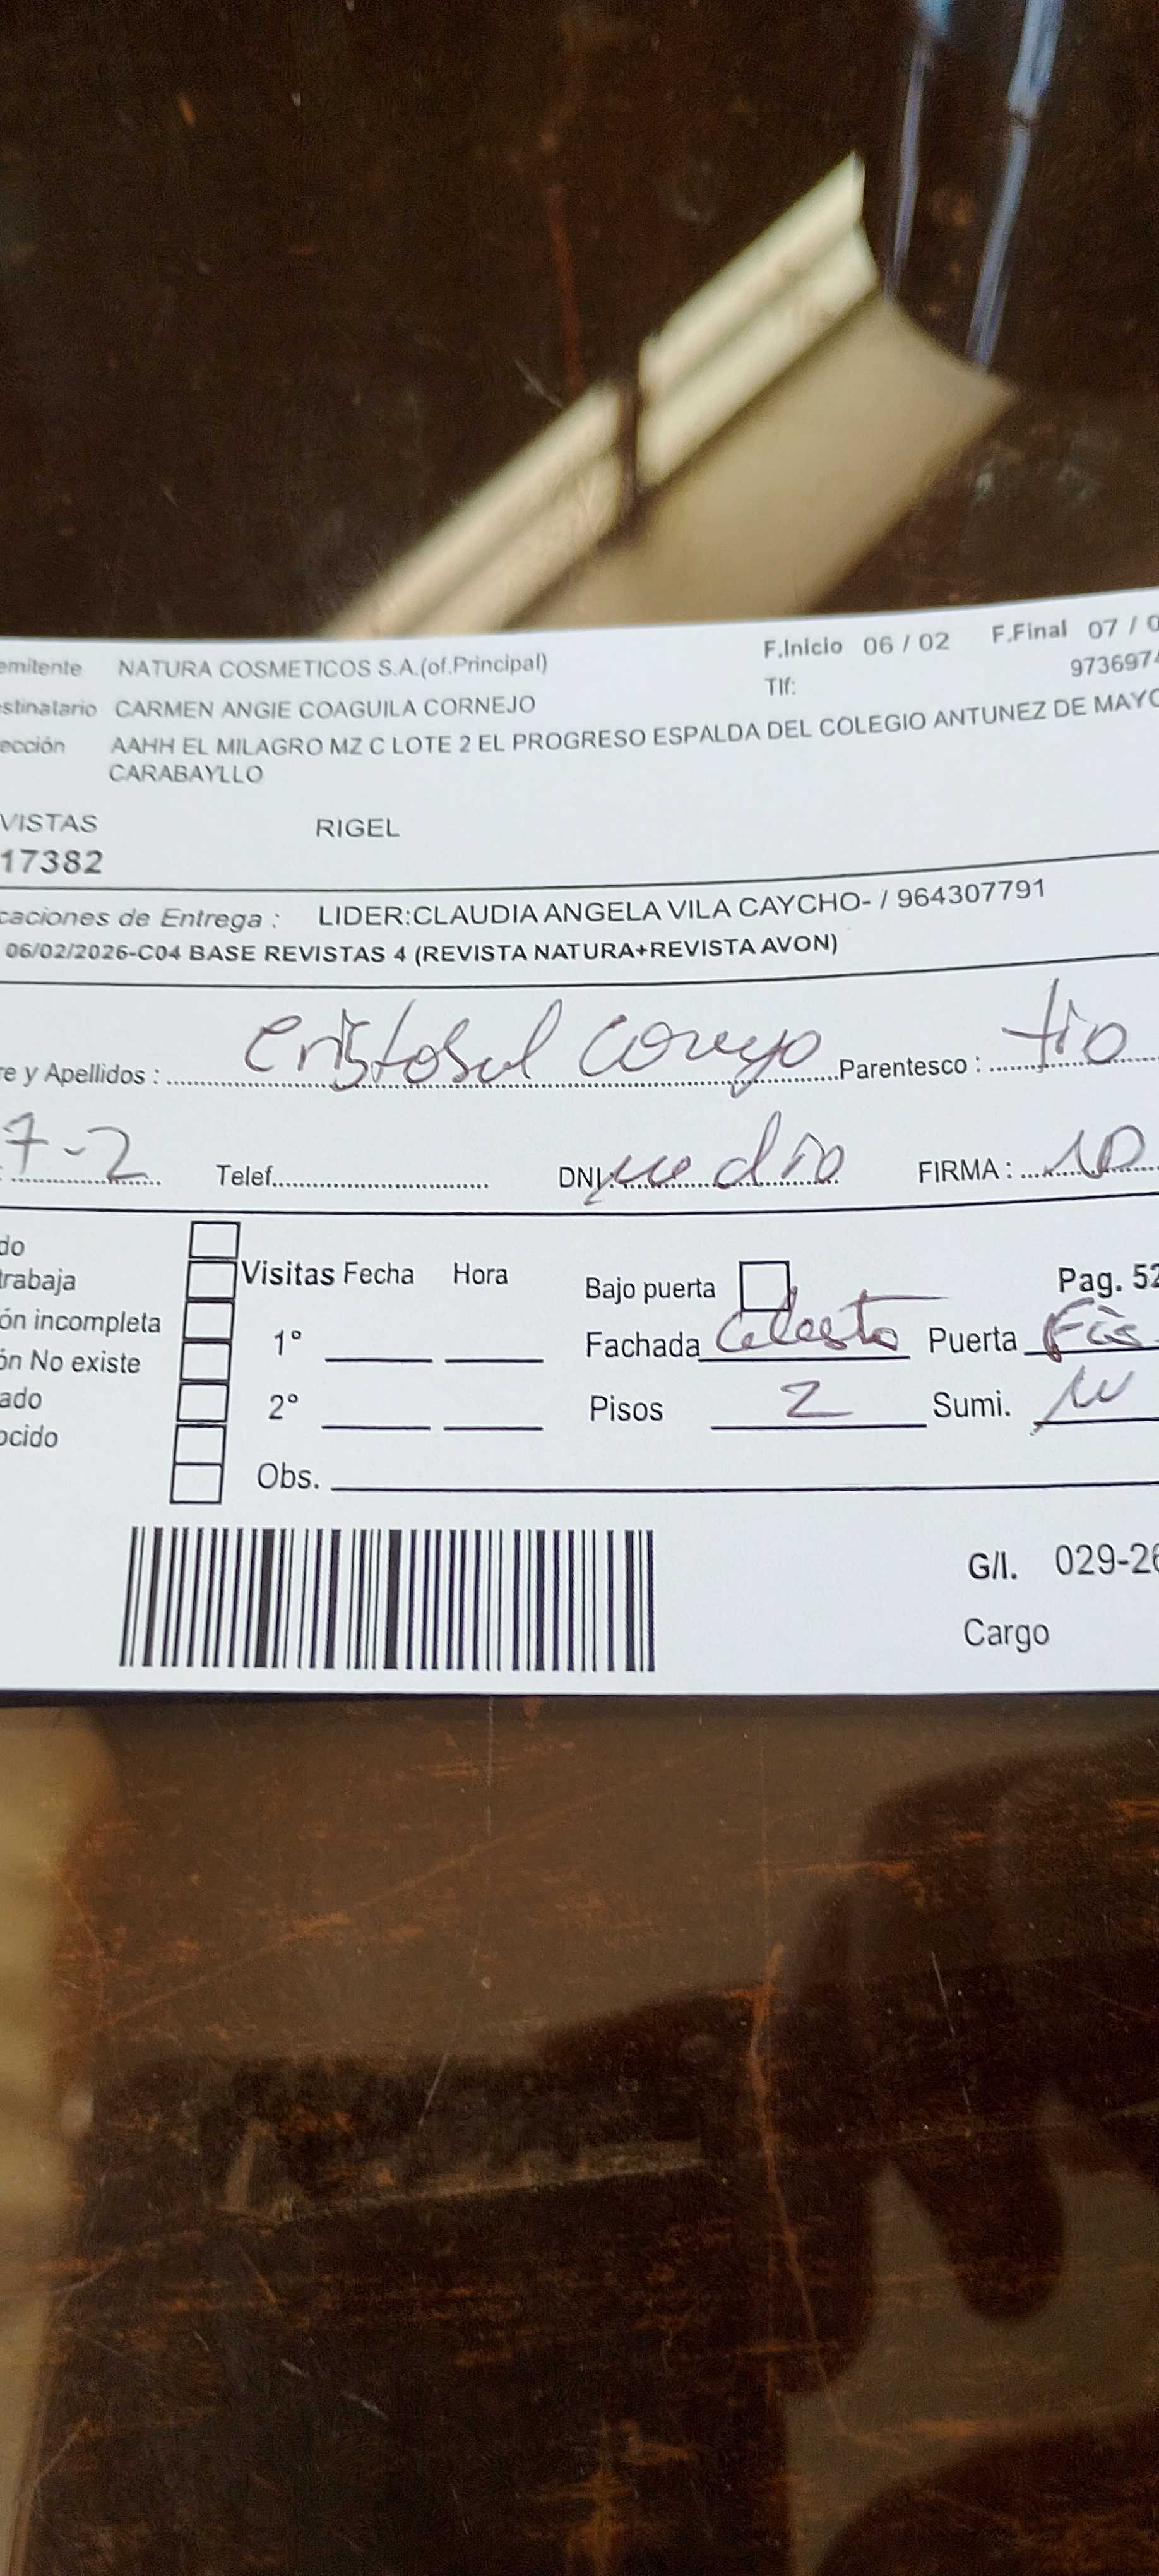 emitente NATURA COSMETICOS S.A.(of.Principal) F.Inicio 06 / 02 F.Final 07 / 0
Tlf: 9736974
stinatario CARMEN ANGIE COAGUILA CORNEJO
ección AAHH EL MILAGRO MZ C LOTE 2 EL PROGRESO ESPALDA DEL COLEGIO ANTUNEZ DE MAYO
CARABAYLLO
VISTAS RIGEL
17382
caciones de Entrega : LIDER:CLAUDIA ANGELA VILA CAYCHO- / 964307791
06/02/2026-C04 BASE REVISTAS 4 (REVISTA NATURA+REVISTA AVON)
re y Apellidos : Parentesco : tio
7-2 Telef. DNI: dio FIRMA :
do
trabaja Visitas Fecha Hora Bajo puerta Pag. 52
ón incompleta 1° Fachada Celeste Puerta
ón No existe
ado 2° Pisos 2 Sumi.
ocido
Obs.
G/I. 029-26
Cargo